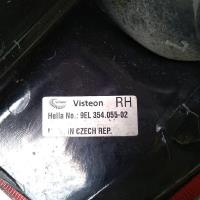 Visteon RH
Hella No.: 9EL 354.055-02
IN CZECH REP.